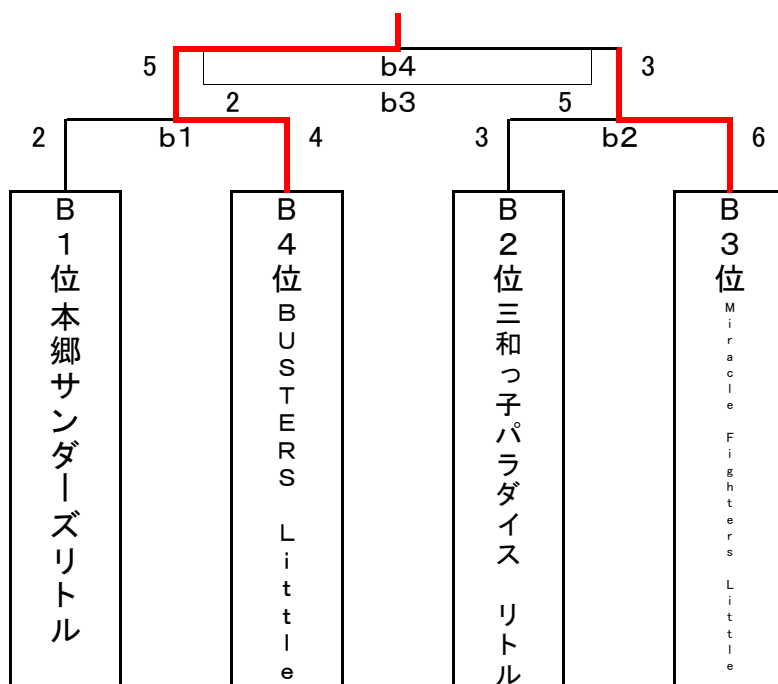 5 b4 3
2 b3 5
2 b1 4 3 b2 6
B1位本郷サンダーズリトル
B4位BUSTERS Little
B2位三和っ子パラダイス リトル
B3位Miracle Fighters Little